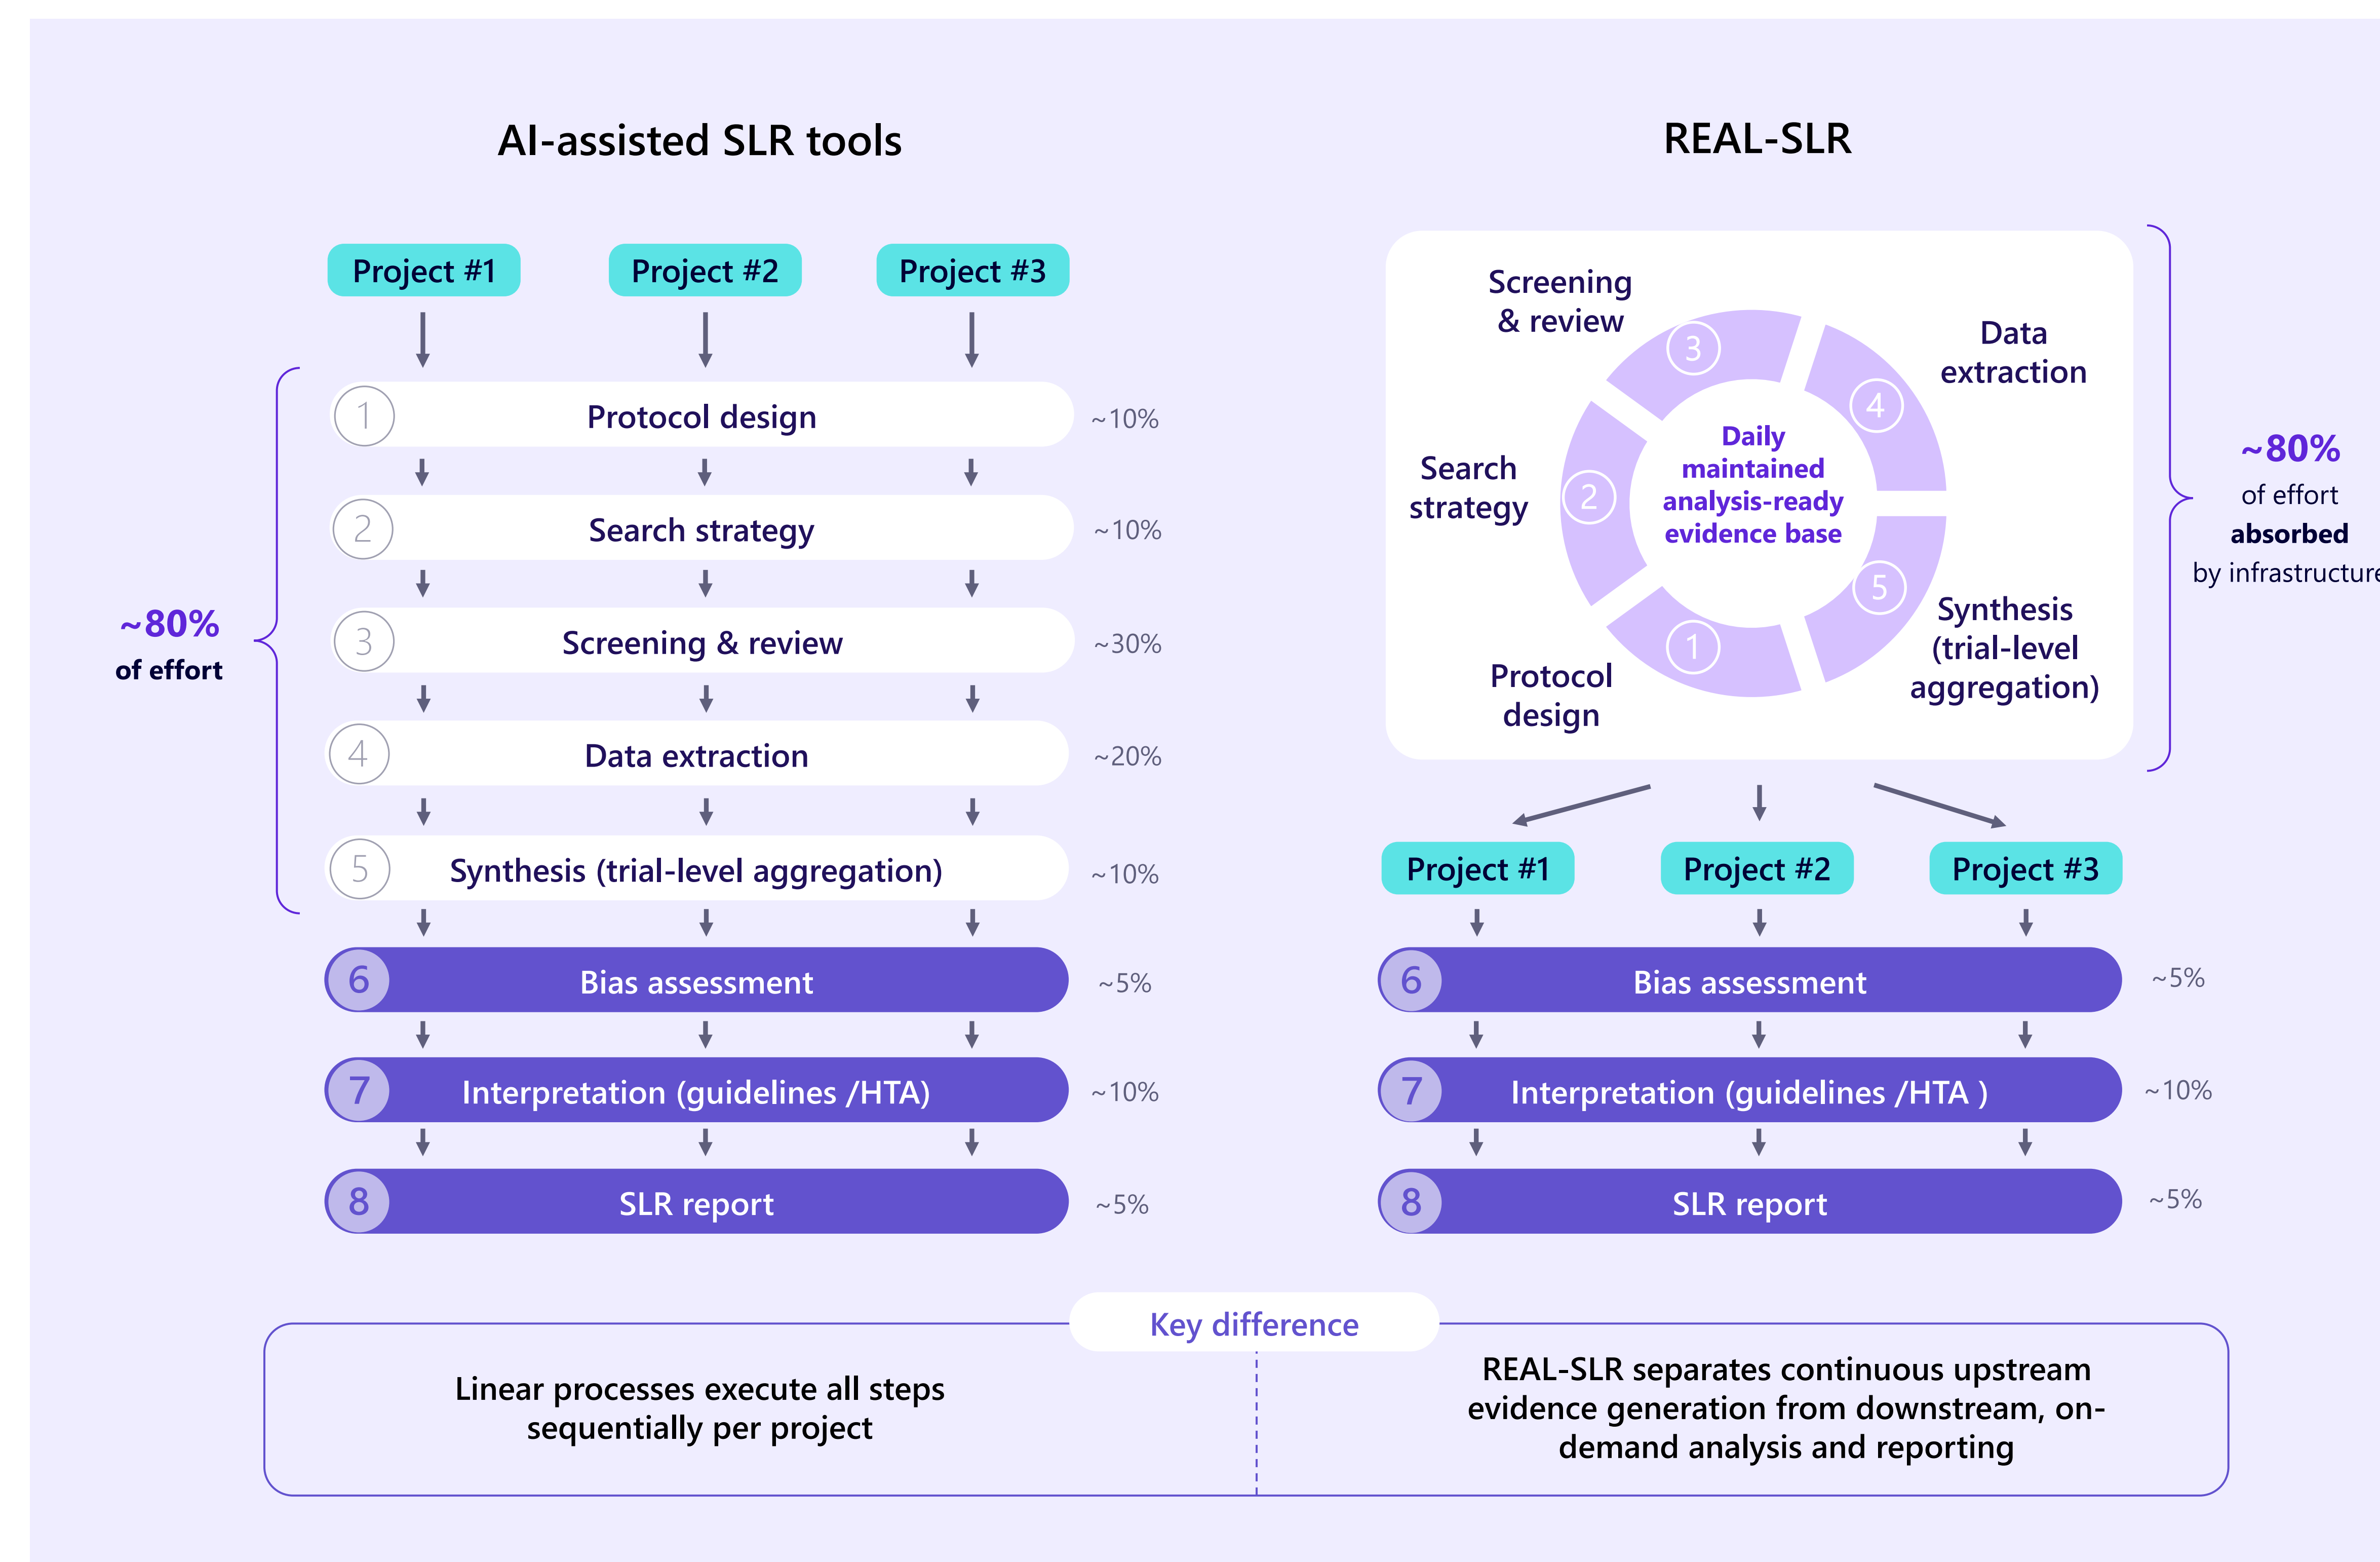 AI-assisted SLR tools
Project #1
Project #2
Project #3
1
Protocol design
~10%
2
Search strategy
~10%
3
Screening & review
~30%
4
Data extraction
~20%
5
Synthesis (trial-level aggregation)
~10%
~80%
of effort
6
Bias assessment
~5%
7
Interpretation (guidelines /HTA)
~10%
8
SLR report
~5%
REAL-SLR
Screening
& review
3
Data
extraction
4
Search
strategy
2
Daily
maintained
analysis-ready
evidence base
5
Synthesis
(trial-level
aggregation)
1
Protocol
design
~80%
of effort
absorbed
by infrastructure
Project #1
Project #2
Project #3
6
Bias assessment
~5%
7
Interpretation (guidelines /HTA )
~10%
8
SLR report
~5%
Key difference
Linear processes execute all steps
sequentially per project
REAL-SLR separates continuous upstream
evidence generation from downstream, on-
demand analysis and reporting